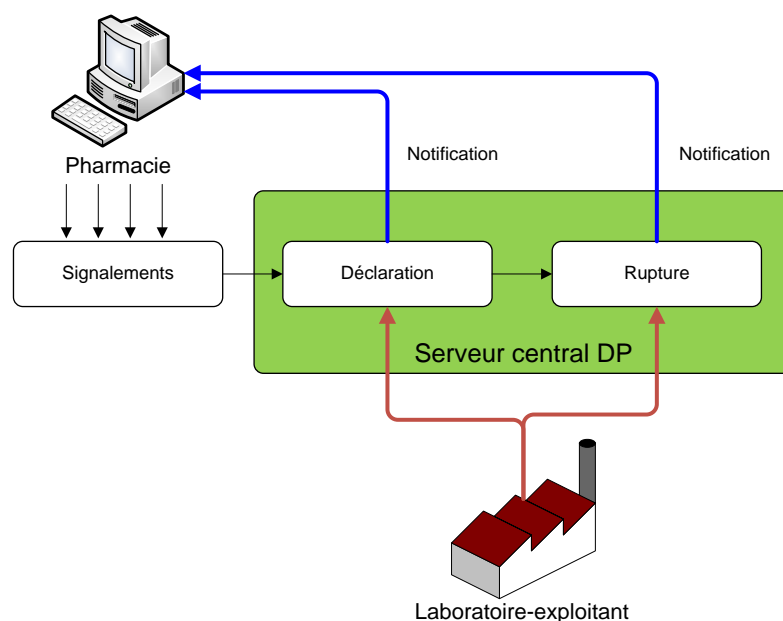 Notification
Notification
Pharmacie
Signalements
Déclaration
Rupture
Serveur central DP
Laboratoire-exploitant